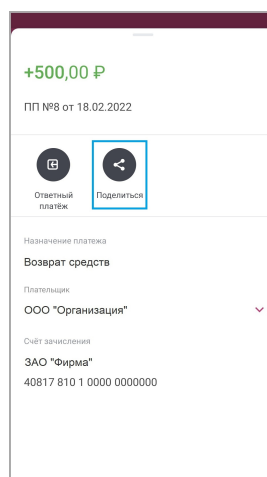 +500,00 ₽
ПП №8 от 18.02.2022
Ответный
платёж
Поделиться
Назначение платежа
Возврат средств
Плательщик
ООО "Организация"
Счёт зачисления
ЗАО "Фирма"
40817 810 1 0000 0000000